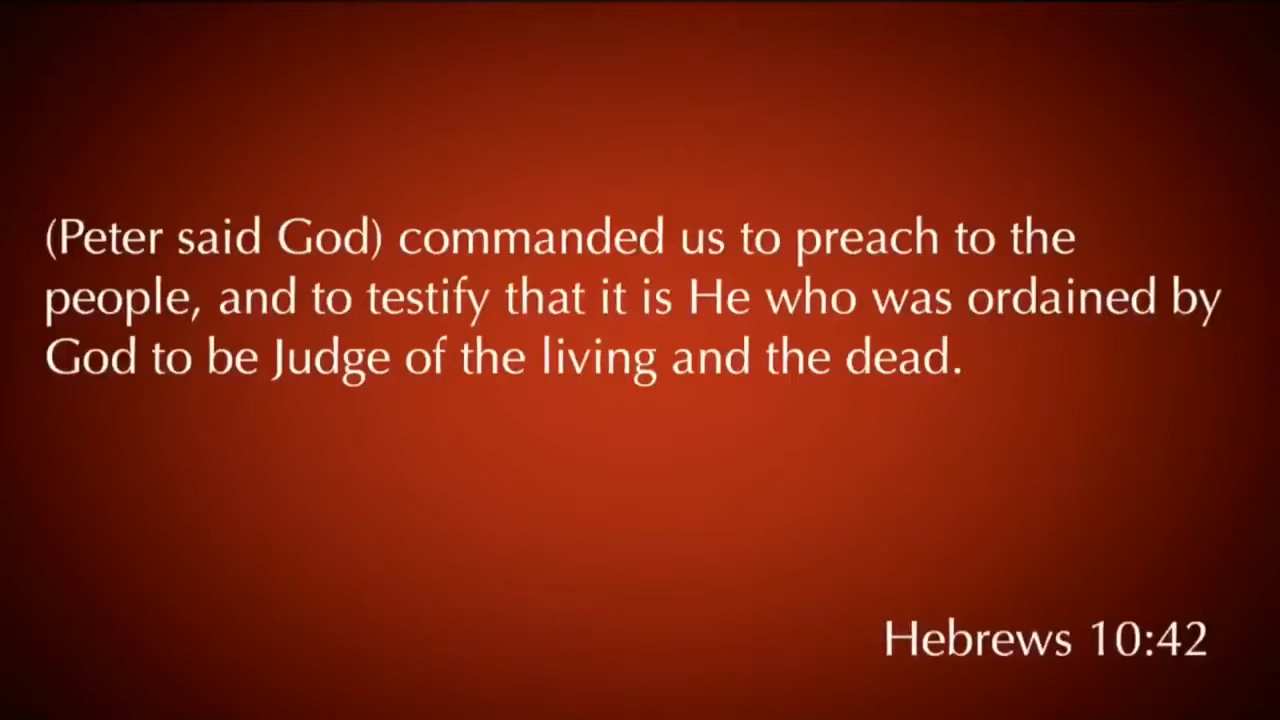 (Peter said God) commanded us to preach to the
people, and to testify that it is He who was ordained by
God to be Judge of the living and the dead.
Hebrews 10:42